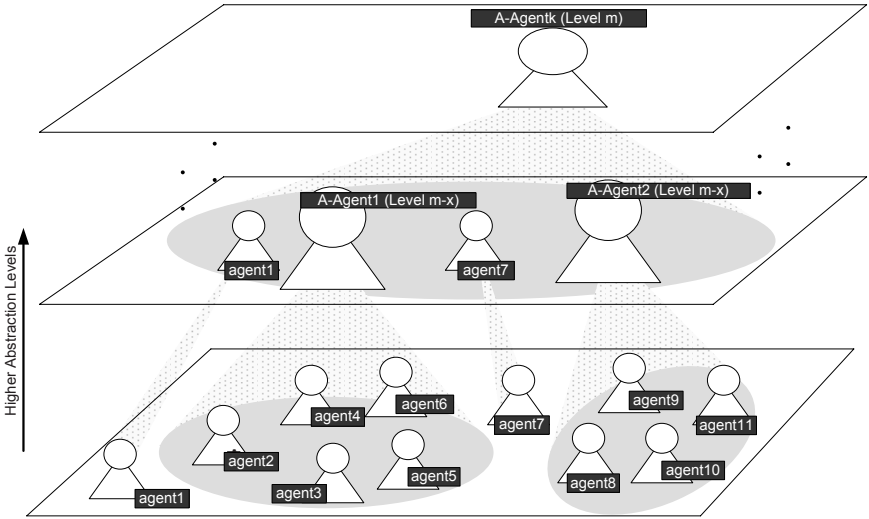 A-Agentk (Level m)
A-Agent1 (Level m-x)
A-Agent2 (Level m-x)
agent1
agent7
Higher Abstraction Levels
agent4
agent6
agent9
agent7
agent11
agent2
agent5
agent10
agent8
agent3
agent1